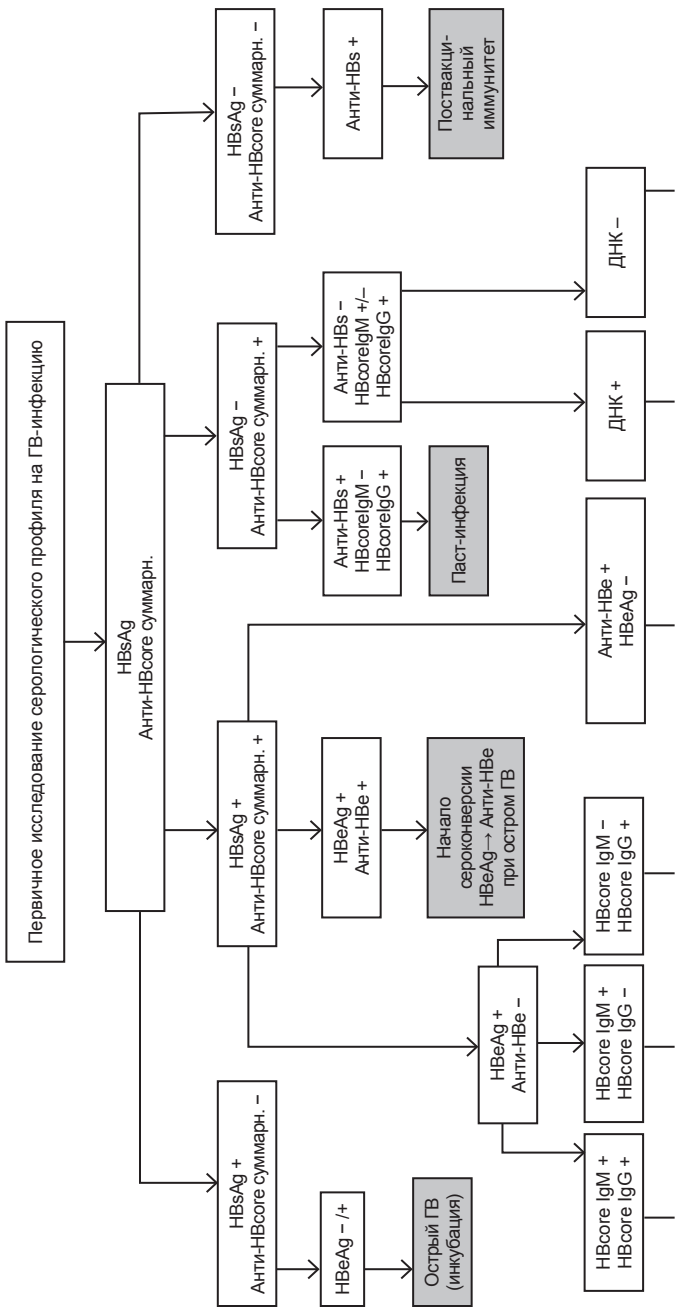 Первичное исследование серологического профиля на ГВ-инфекцию
HBsAg
Анти-HBcore суммарн.
HBsAg +
Анти-HBcore суммарн. –
HBsAg +
Анти-HBcore суммарн. +
HBsAg –
Анти-HBcore суммарн. +
HBsAg –
Анти-HBcore суммарн. –
HBeAg – /+
HBeAg +
Анти-HBe +
Анти-HBs +
HBcoreIgM –
HBcoreIgG +
Анти-HBs –
HBcoreIgM +/–
HBcoreIgG +
Анти-HBs +
Острый ГВ
(инкубация)
Начало
сероконверсии
HBeAg→ Анти-HBe
при остром ГВ
Паст-инфекция
Поствакци-
нальный
иммунитет
HBeAg +
Анти-HBe –
HBcore IgM +
HBcore IgG +
HBcore IgM +
HBcore IgG –
HBcore IgM –
HBcore IgG +
Анти-HBe +
HBeAg –
ДНК +
ДНК –